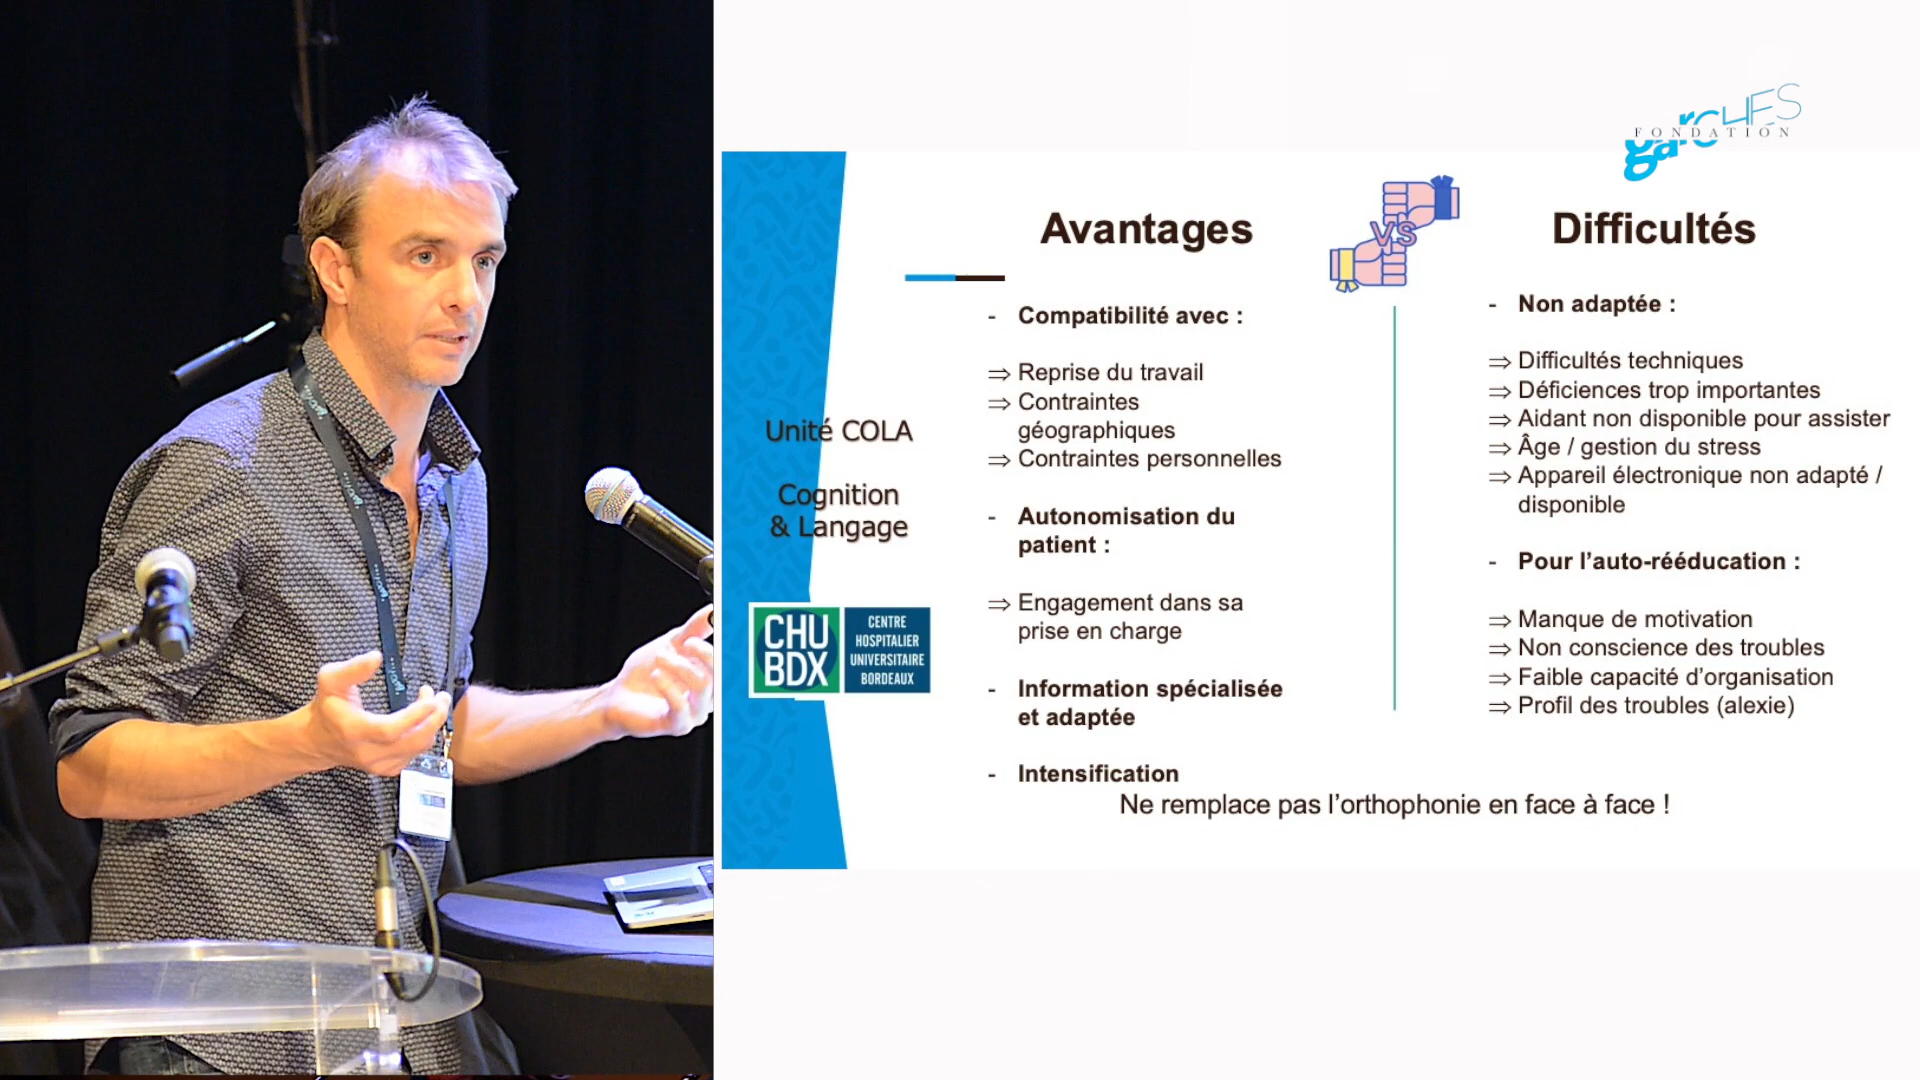 garcHES
FONDATION
Avantages
VS
Difficultés
Unité COLA
Cognition
& Langage
CHU
BDX
CENTRE
HOSPITALIER
UNIVERSITAIRE
BORDEAUX
- Compatibilité avec :
⇒ Reprise du travail
⇒ Contraintes
géographiques
⇒ Contraintes personnelles
- Autonomisation du
patient :
⇒ Engagement dans sa
prise en charge
- Information spécialisée
et adaptée
- Intensification
- Non adaptée :
⇒ Difficultés techniques
⇒ Déficiences trop importantes
⇒ Aidant non disponible pour assister
⇒ Âge / gestion du stress
⇒ Appareil électronique non adapté /
disponible
- Pour l’auto-rééducation :
⇒ Manque de motivation
⇒ Non conscience des troubles
⇒ Faible capacité d’organisation
⇒ Profil des troubles (alexie)
Ne remplace pas l’orthophonie en face à face !